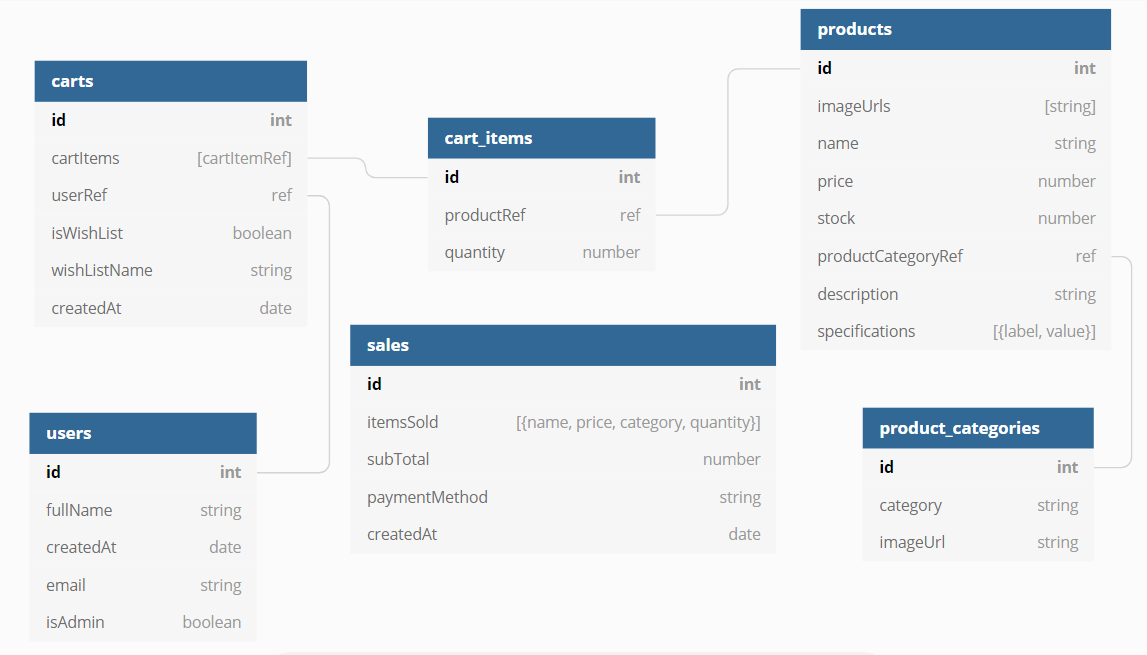 carts
id int
cartItems [cartItemRef]
userRef ref
isWishList boolean
wishListName string
createdAt date
cart_items
id int
productRef ref
quantity number
products
id int
imageUrls [string]
name string
price number
stock number
productCategoryRef ref
description string
specifications [{label, value}]
sales
id int
itemsSold [{name, price, category, quantity}]
subTotal number
paymentMethod string
createdAt date
users
id int
fullName string
createdAt date
email string
isAdmin boolean
product_categories
id int
category string
imageUrl string